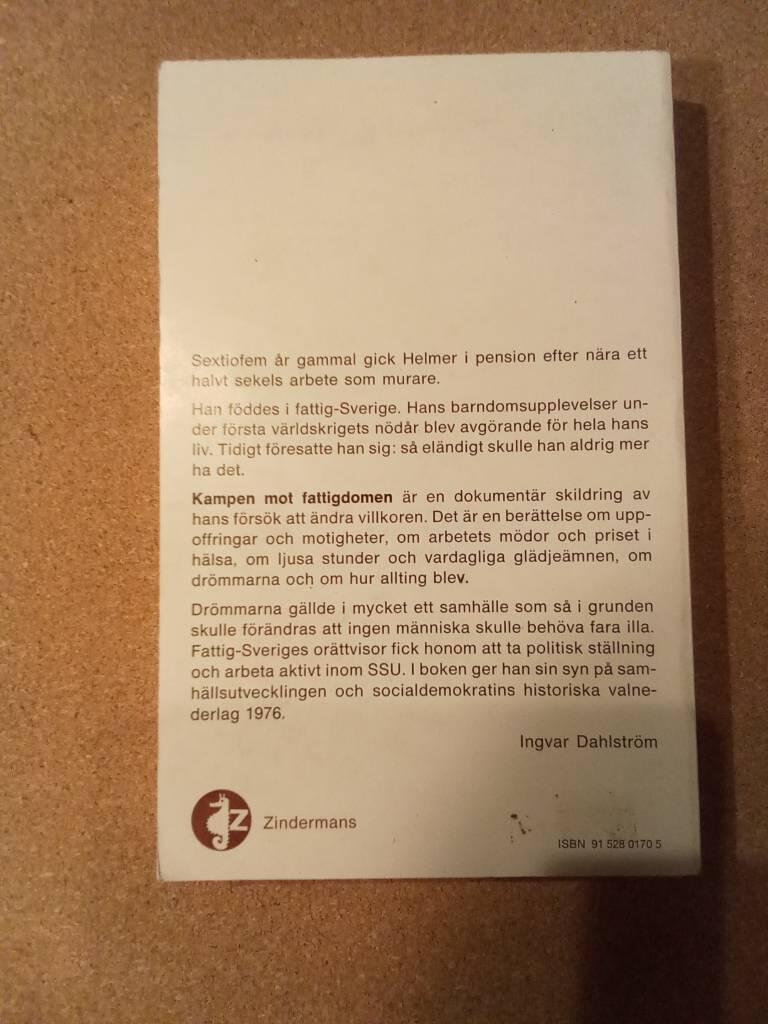 Sextiofem år gammal gick Helmer i pension efter nära ett
halvt sekels arbete som murare.
Han föddes i fattig-Sverige. Hans barndomsupplevelser un-
der första världskrigets nödår blev avgörande för hela hans
liv. Tidigt föresatte han sig: så eländigt skulle han aldrig mer
ha det.
Kampen mot fattigdomen är en dokumentär skildring av
hans försök att ändra villkoren. Det är en berättelse om upp-
offringar och motigheter, om arbetets mödor och priset i
hälsa, om ljusa stunder och vardagliga glädjeämnen, om
drömmarna och om hur allting blev.
Drömmarna gällde i mycket ett samhälle som så i grunden
skulle förändras att ingen människa skulle behöva fara illa.
Fattig-Sveriges orättvisor fick honom att ta politisk ställning
och arbeta aktivt inom SSU. I boken ger han sin syn på sam-
hällsutvecklingen och socialdemokratins historiska valne-
derlag 1976.
Ingvar Dahlström
Z
Zindermans
ISBN 91 528 0170 5